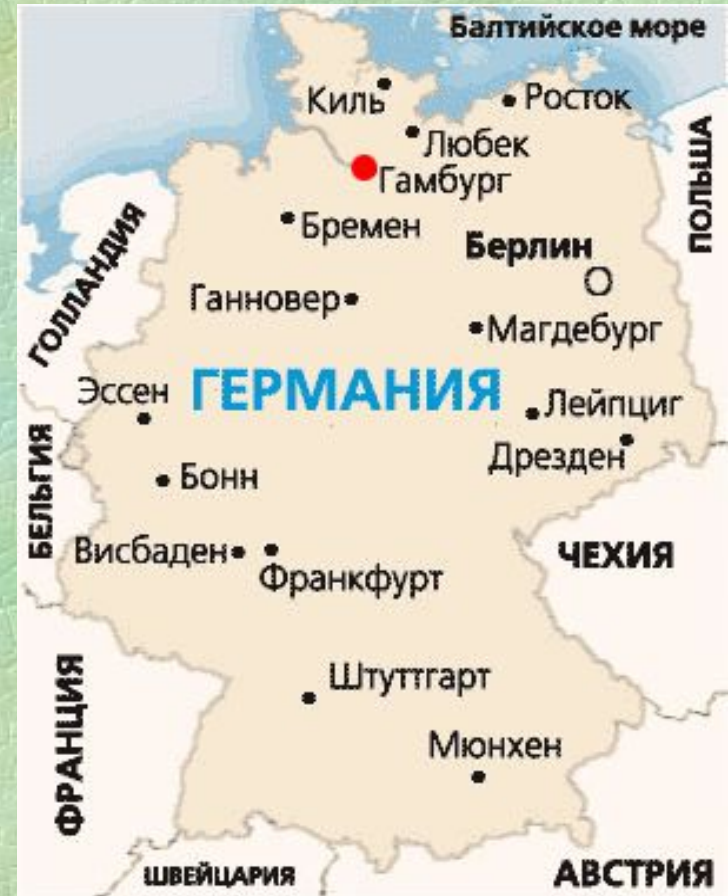 Балтийское море
Киль
Росток
Любек
Гамбург
ПОЛЬША
Бремен
Берлин
ГОЛЛАНДИЯ
Ганновер
Магдебург
Эссен
ГЕРМАНИЯ
Лейпциг
Дрезден
БЕЛЬГИЯ
Бонн
Висбаден
Франкфурт
ЧЕХИЯ
ФРАНЦИЯ
Штуттгарт
Мюнхен
ШВЕЙЦАРИЯ
АВСТРИЯ